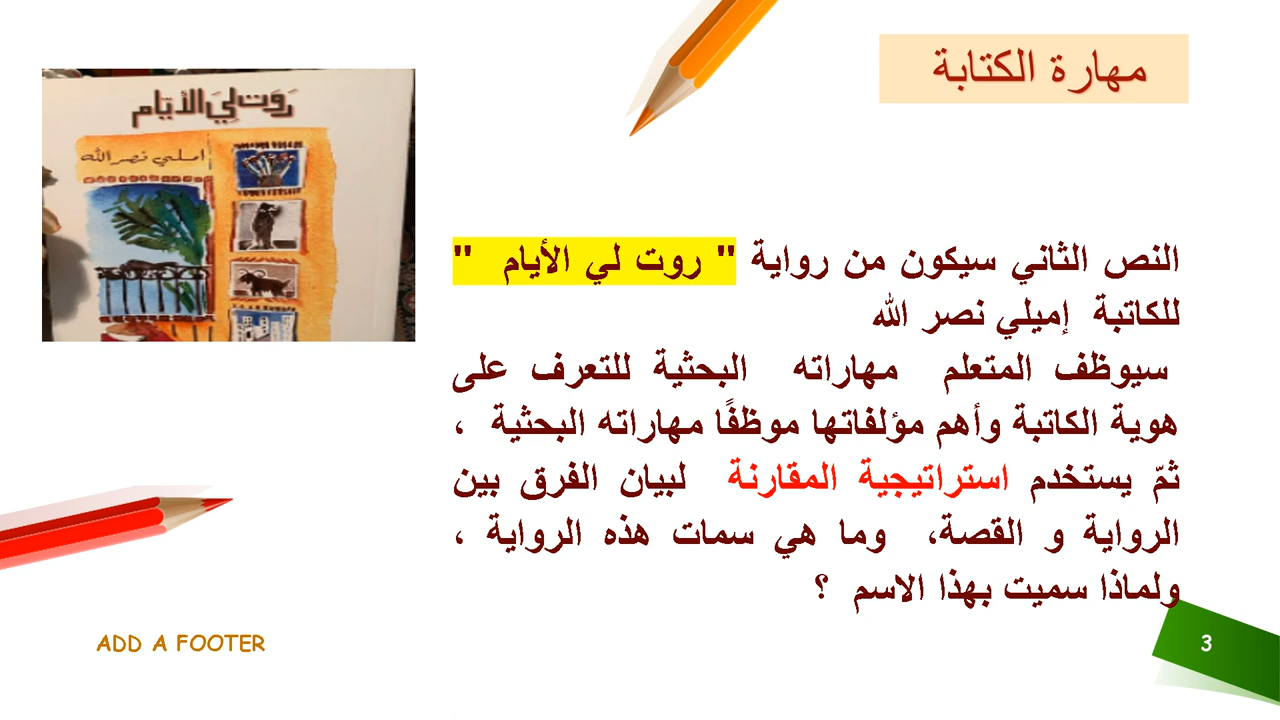 مهارة الكتابة
روت لي الأيام
املي نصر الله
النص الثاني سيكون من رواية " روت لي الأيام "
للكاتبة إميلي نصر الله
سيوظف المتعلم مهاراته البحثية للتعرف على
هوية الكاتبة وأهم مؤلفاتها موظفًا مهاراته البحثية ،
ثمّ يستخدم استراتيجية المقارنة لبيان الفرق بين
الرواية و القصة، وما هي سمات هذه الرواية ،
ولماذا سميت بهذا الاسم ؟
ADD A FOOTER
3